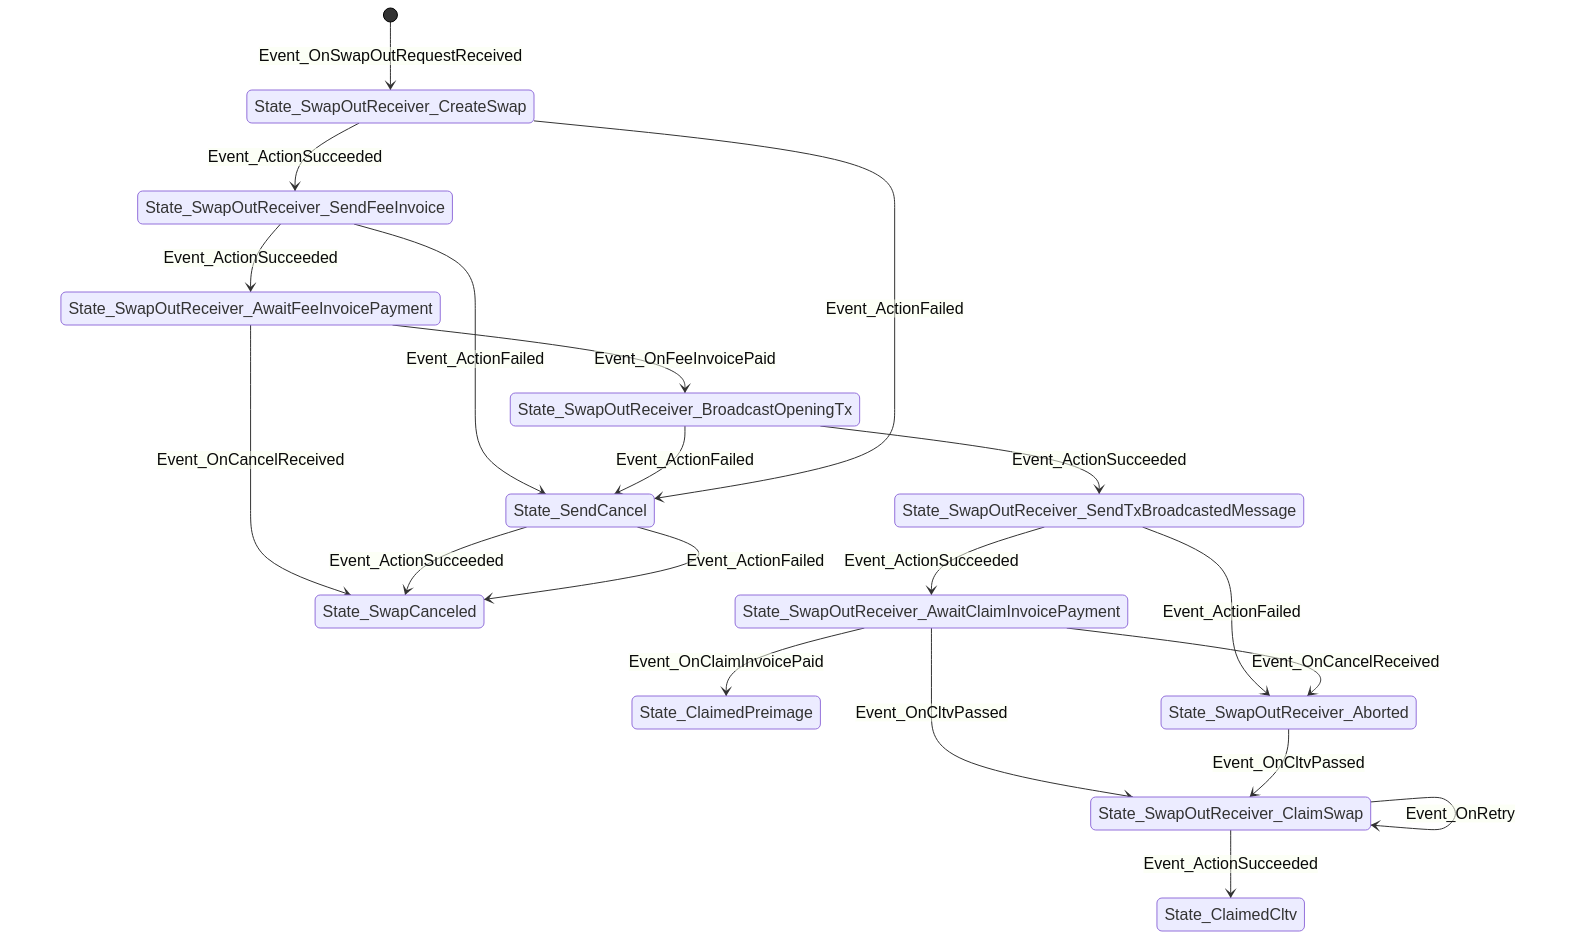 Event_OnSwapOutRequestReceived
State_SwapOutReceiver_CreateSwap
Event_ActionSucceeded
State_SwapOutReceiver_SendFeeInvoice
Event_ActionSucceeded
State_SwapOutReceiver_AwaitFeeInvoicePayment
Event_ActionFailed
Event_ActionFailed
Event_OnFeeInvoicePaid
State_SwapOutReceiver_BroadcastOpeningTx
Event_OnCancelReceived
Event_ActionFailed
Event_ActionSucceeded
State_SendCancel
State_SwapOutReceiver_SendTxBroadcastedMessage
Event_ActionSucceeded
Event_ActionFailed
Event_ActionSucceeded
State_SwapCanceled
State_SwapOutReceiver_AwaitClaimInvoicePayment
Event_ActionFailed
Event_OnClaimInvoicePaid
Event_OnCancelReceived
State_ClaimedPreimage
Event_OnCltvPassed
State_SwapOutReceiver_Aborted
Event_OnCltvPassed
State_SwapOutReceiver_ClaimSwap
Event_OnRetry
Event_ActionSucceeded
State_ClaimedCltv